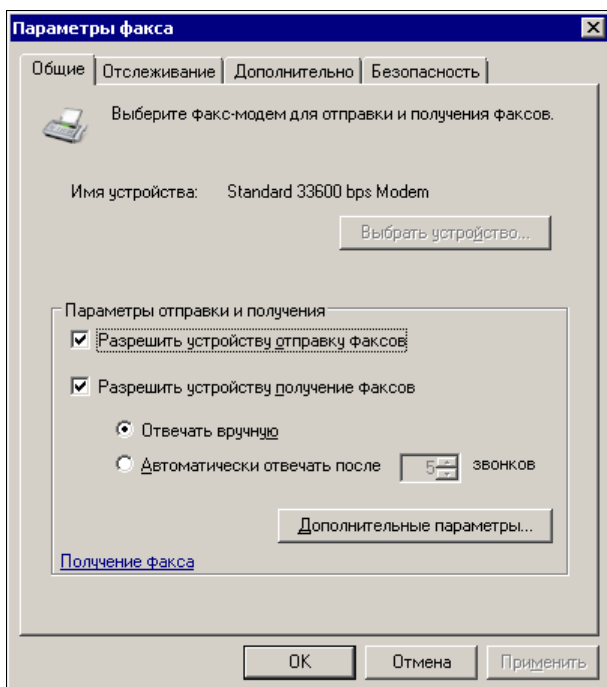 Параметры факса
Общие Отслеживание Дополнительно Безопасность
Выберите факс-модем для отправки и получения факсов.
Имя устройства: Standard 33600 bps Modem
Выбрать устройство...
Параметры отправки и получения
Разрешить устройству отправку факсов
Разрешить устройству получение факсов
Отвечать вручную
Автоматически отвечать после 5 звонков
Дополнительные параметры...
Получение факса
ОК Отмена Применить